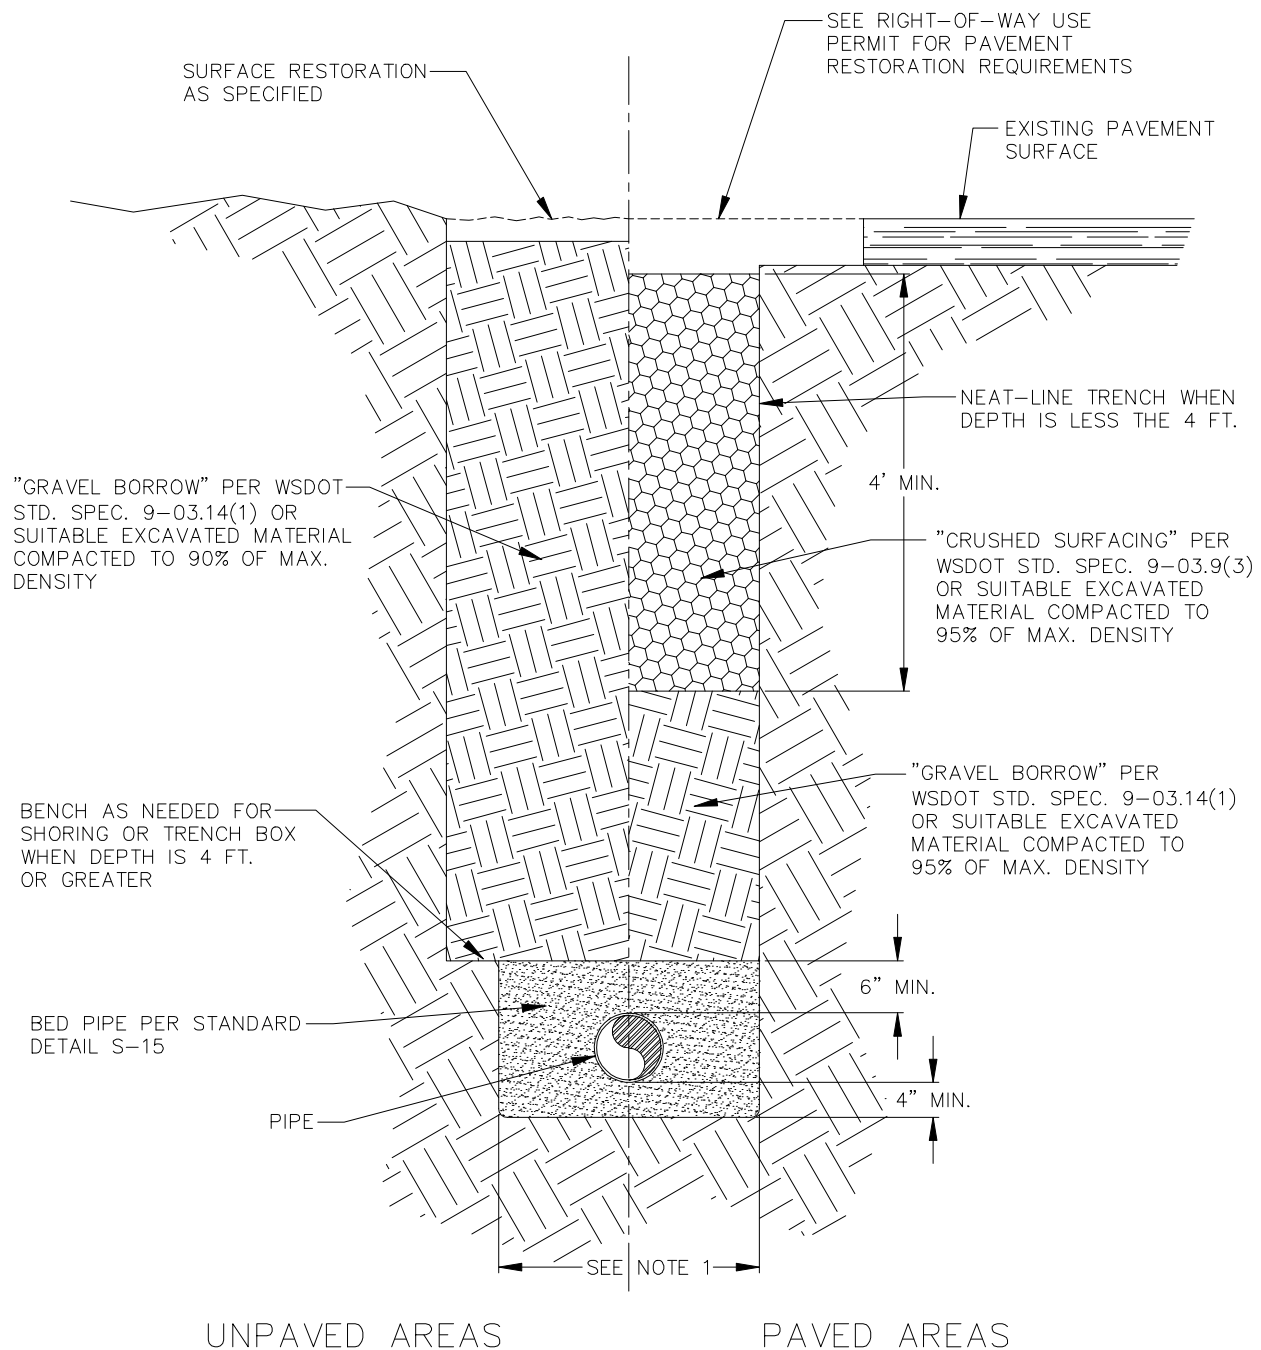 SEE RIGHT-OF-WAY USE
PERMIT FOR PAVEMENT
RESTORATION REQUIREMENTS
SURFACE RESTORATION
AS SPECIFIED
EXISTING PAVEMENT
SURFACE
NEAT-LINE TRENCH WHEN
DEPTH IS LESS THE 4 FT.
4' MIN.
"GRAVEL BORROW" PER WSDOT
STD. SPEC. 9-03.14(1) OR
SUITABLE EXCAVATED MATERIAL
COMPACTED TO 90% OF MAX.
DENSITY
"CRUSHED SURFACING" PER
WSDOT STD. SPEC. 9-03.9(3)
OR SUITABLE EXCAVATED
MATERIAL COMPACTED TO
95% OF MAX. DENSITY
"GRAVEL BORROW" PER
WSDOT STD. SPEC. 9-03.14(1)
OR SUITABLE EXCAVATED
MATERIAL COMPACTED TO
95% OF MAX. DENSITY
BENCH AS NEEDED FOR
SHORING OR TRENCH BOX
WHEN DEPTH IS 4 FT.
OR GREATER
6" MIN.
BED PIPE PER STANDARD
DETAIL S-15
4" MIN.
PIPE
SEE NOTE 1
UNPAVED AREAS
PAVED AREAS